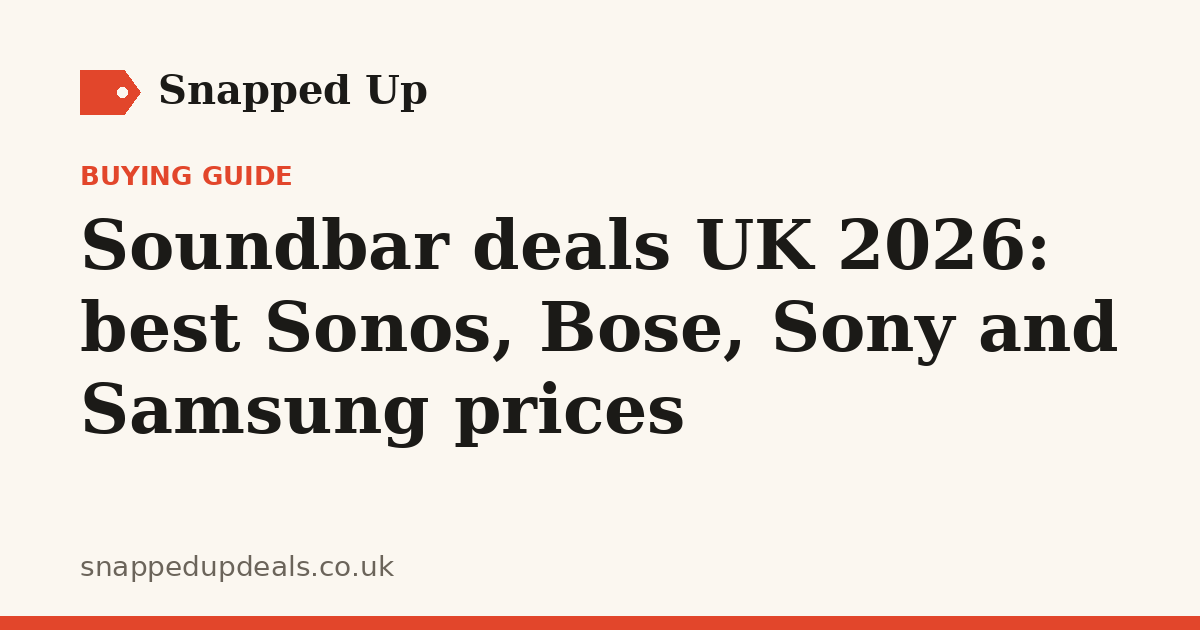 Snapped Up
BUYING GUIDE
Soundbar deals UK 2026:
best Sonos, Bose, Sony and
Samsung prices
snappedupdeals.co.uk